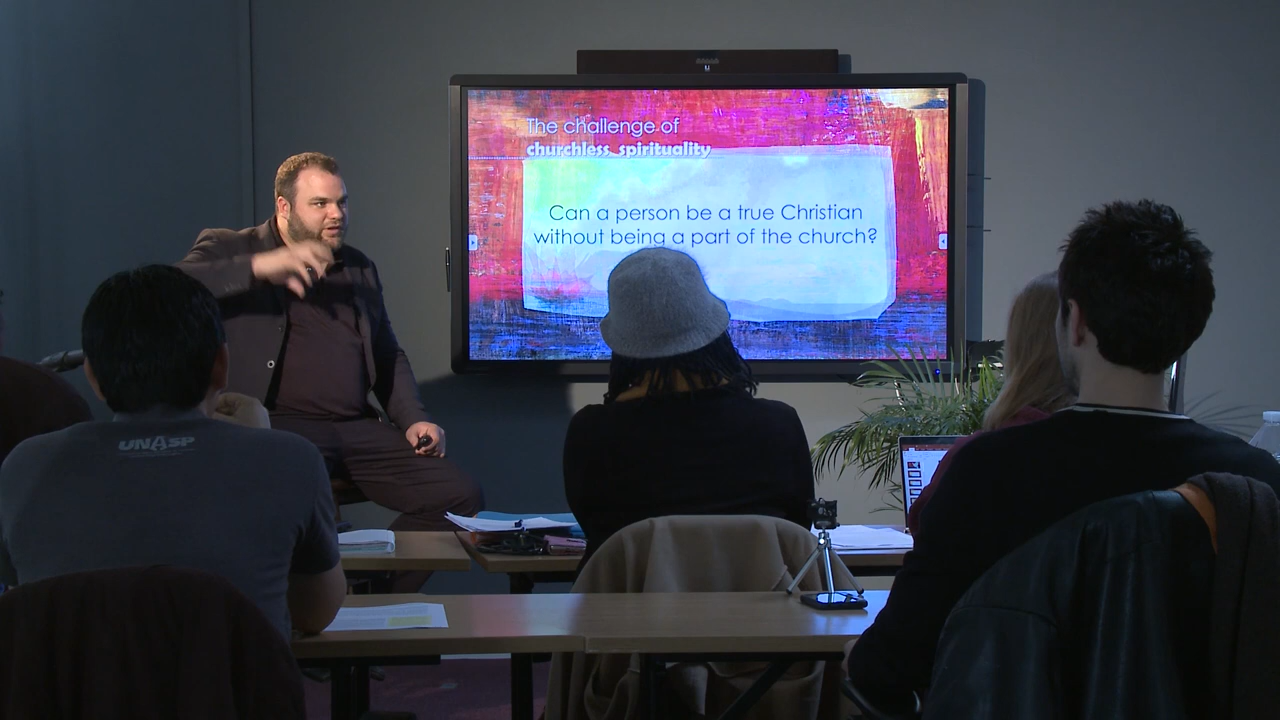 The challenge of
churchless spirituality
Can a person be a true Christian
without being a part of the church?
UNASP